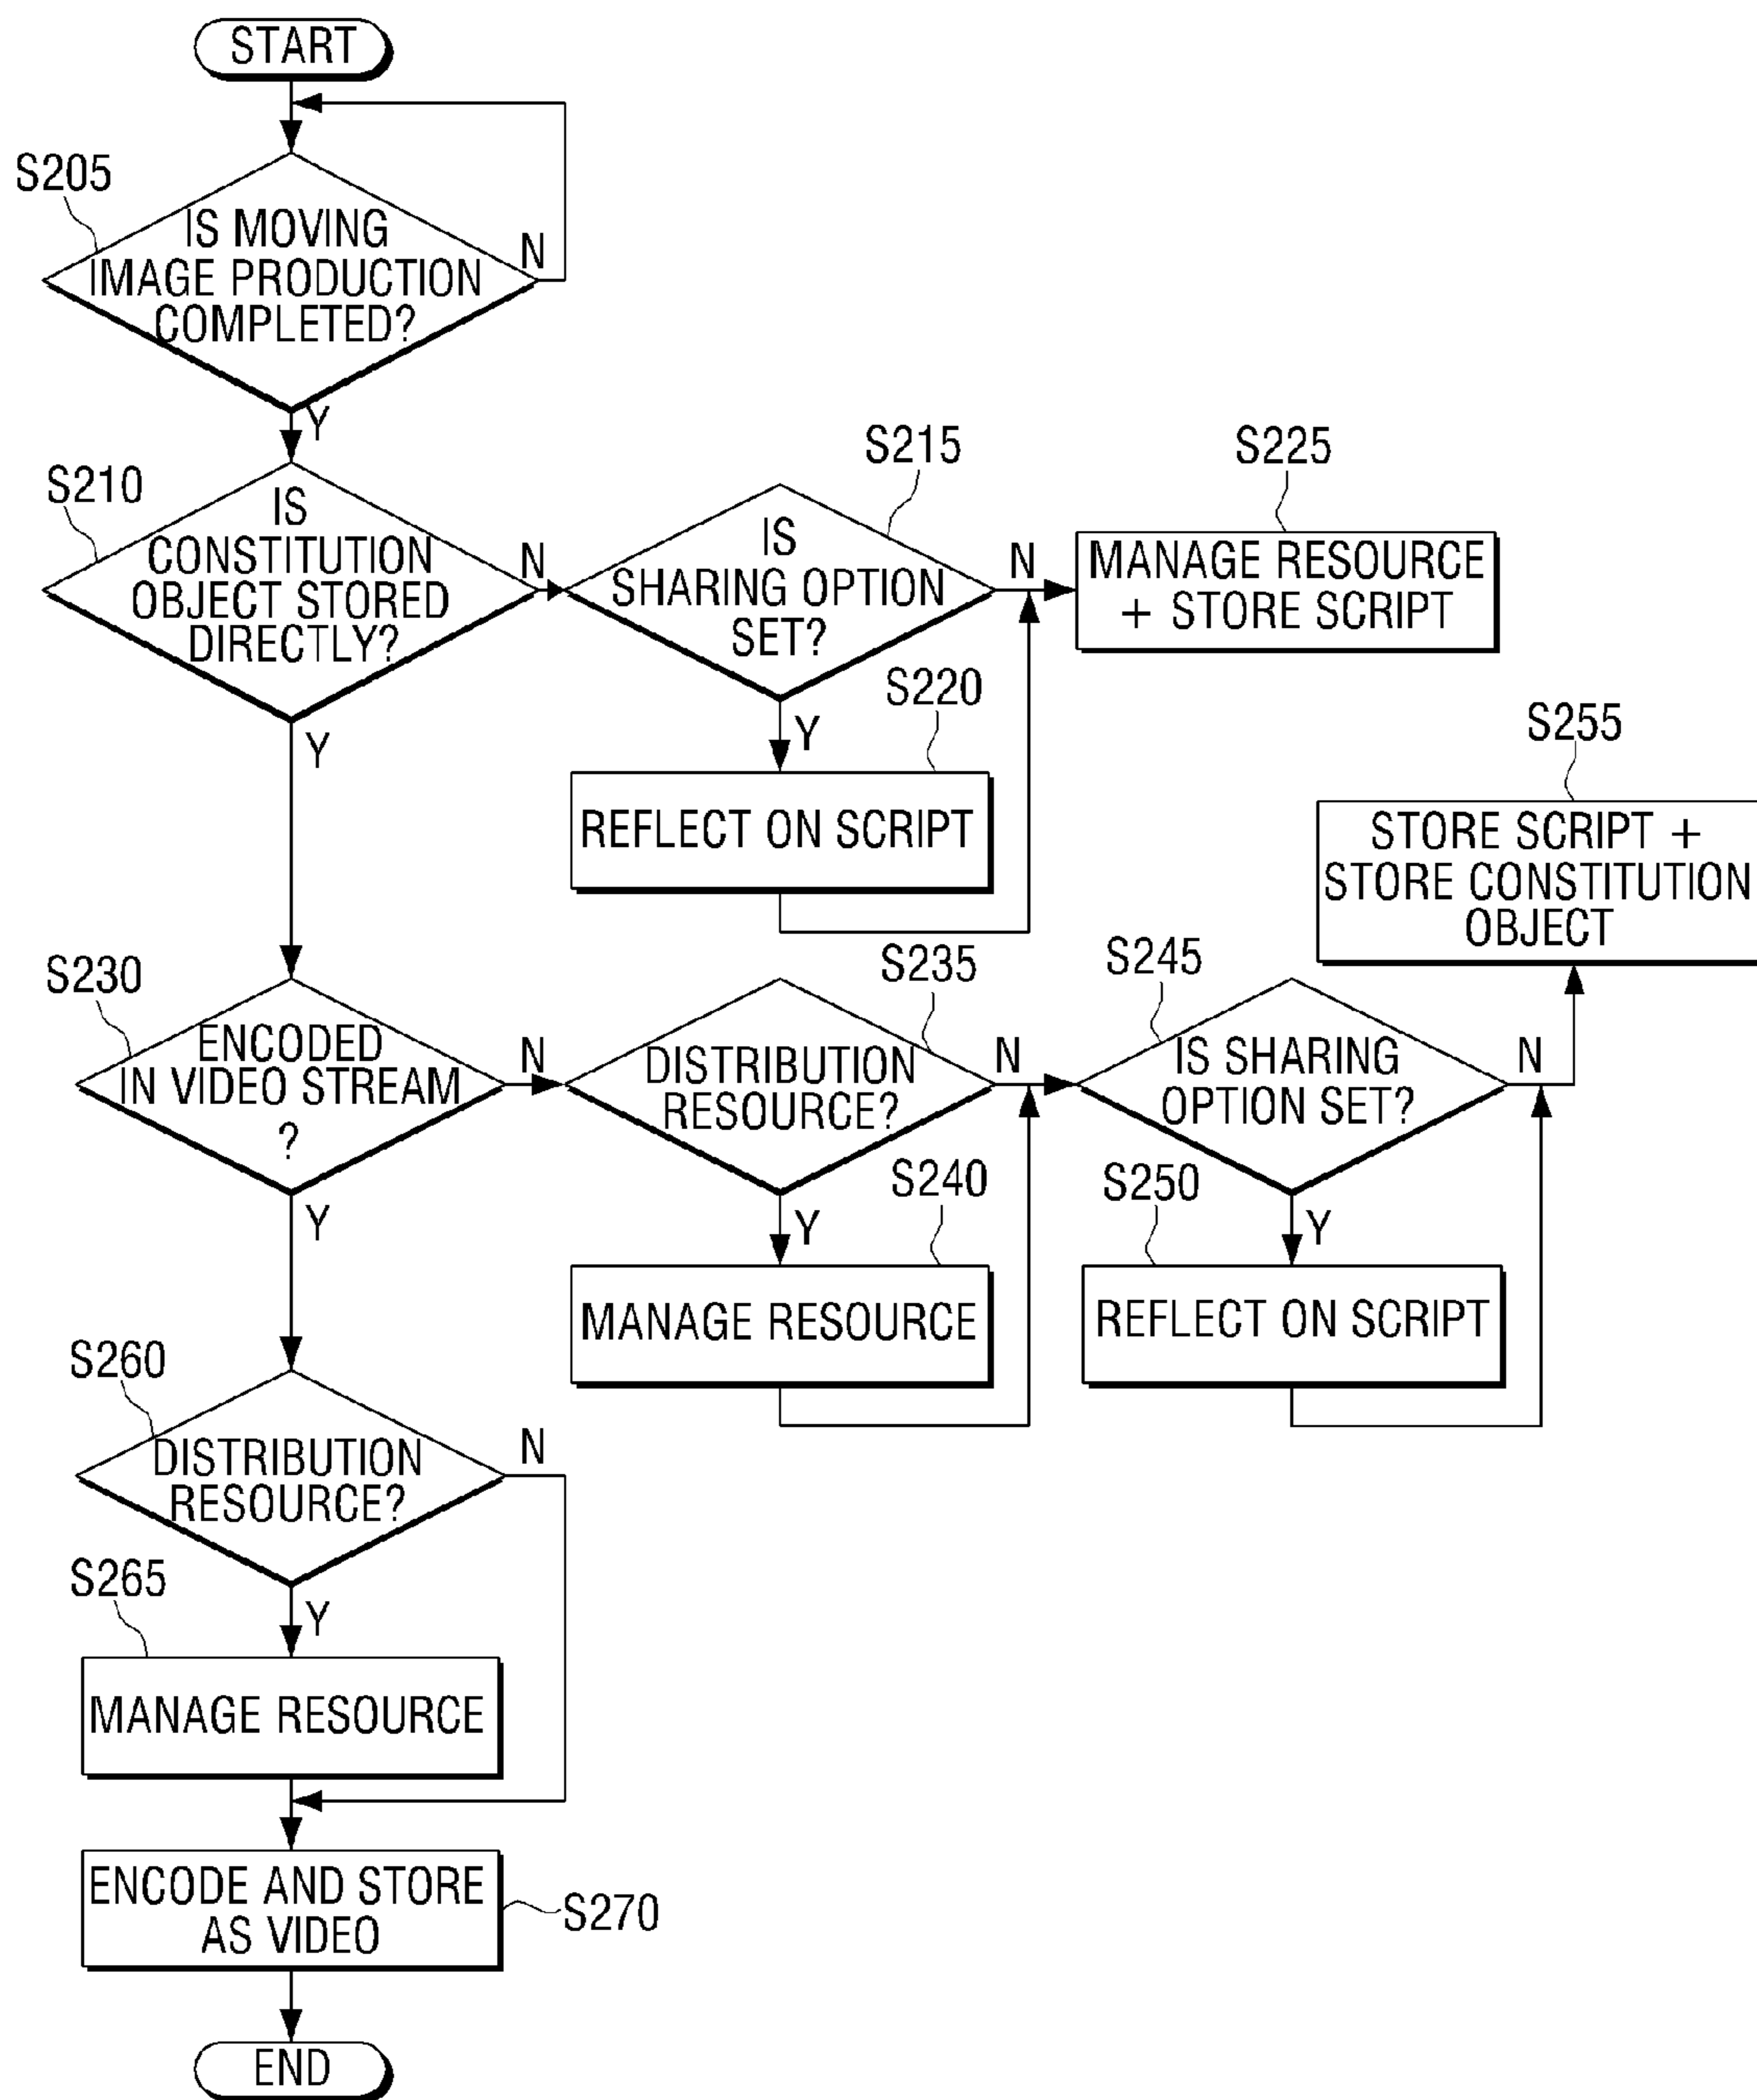 START
S205
IS MOVING
IMAGE PRODUCTION
COMPLETED?
N
Y
S210
IS
CONSTITUTION
OBJECT STORED
DIRECTLY?
N
Y
S215
IS
SHARING OPTION
SET?
N
Y
S225
MANAGE RESOURCE
+ STORE SCRIPT
S220
REFLECT ON SCRIPT
S255
STORE SCRIPT +
STORE CONSTITUTION
OBJECT
S230
ENCODED
IN VIDEO STREAM
?
N
Y
S235
DISTRIBUTION
RESOURCE?
N
Y
S245
IS SHARING
OPTION SET?
N
Y
S240
MANAGE RESOURCE
S250
REFLECT ON SCRIPT
S260
DISTRIBUTION
RESOURCE?
N
Y
S265
MANAGE RESOURCE
ENCODE AND STORE
AS VIDEO
S270
END